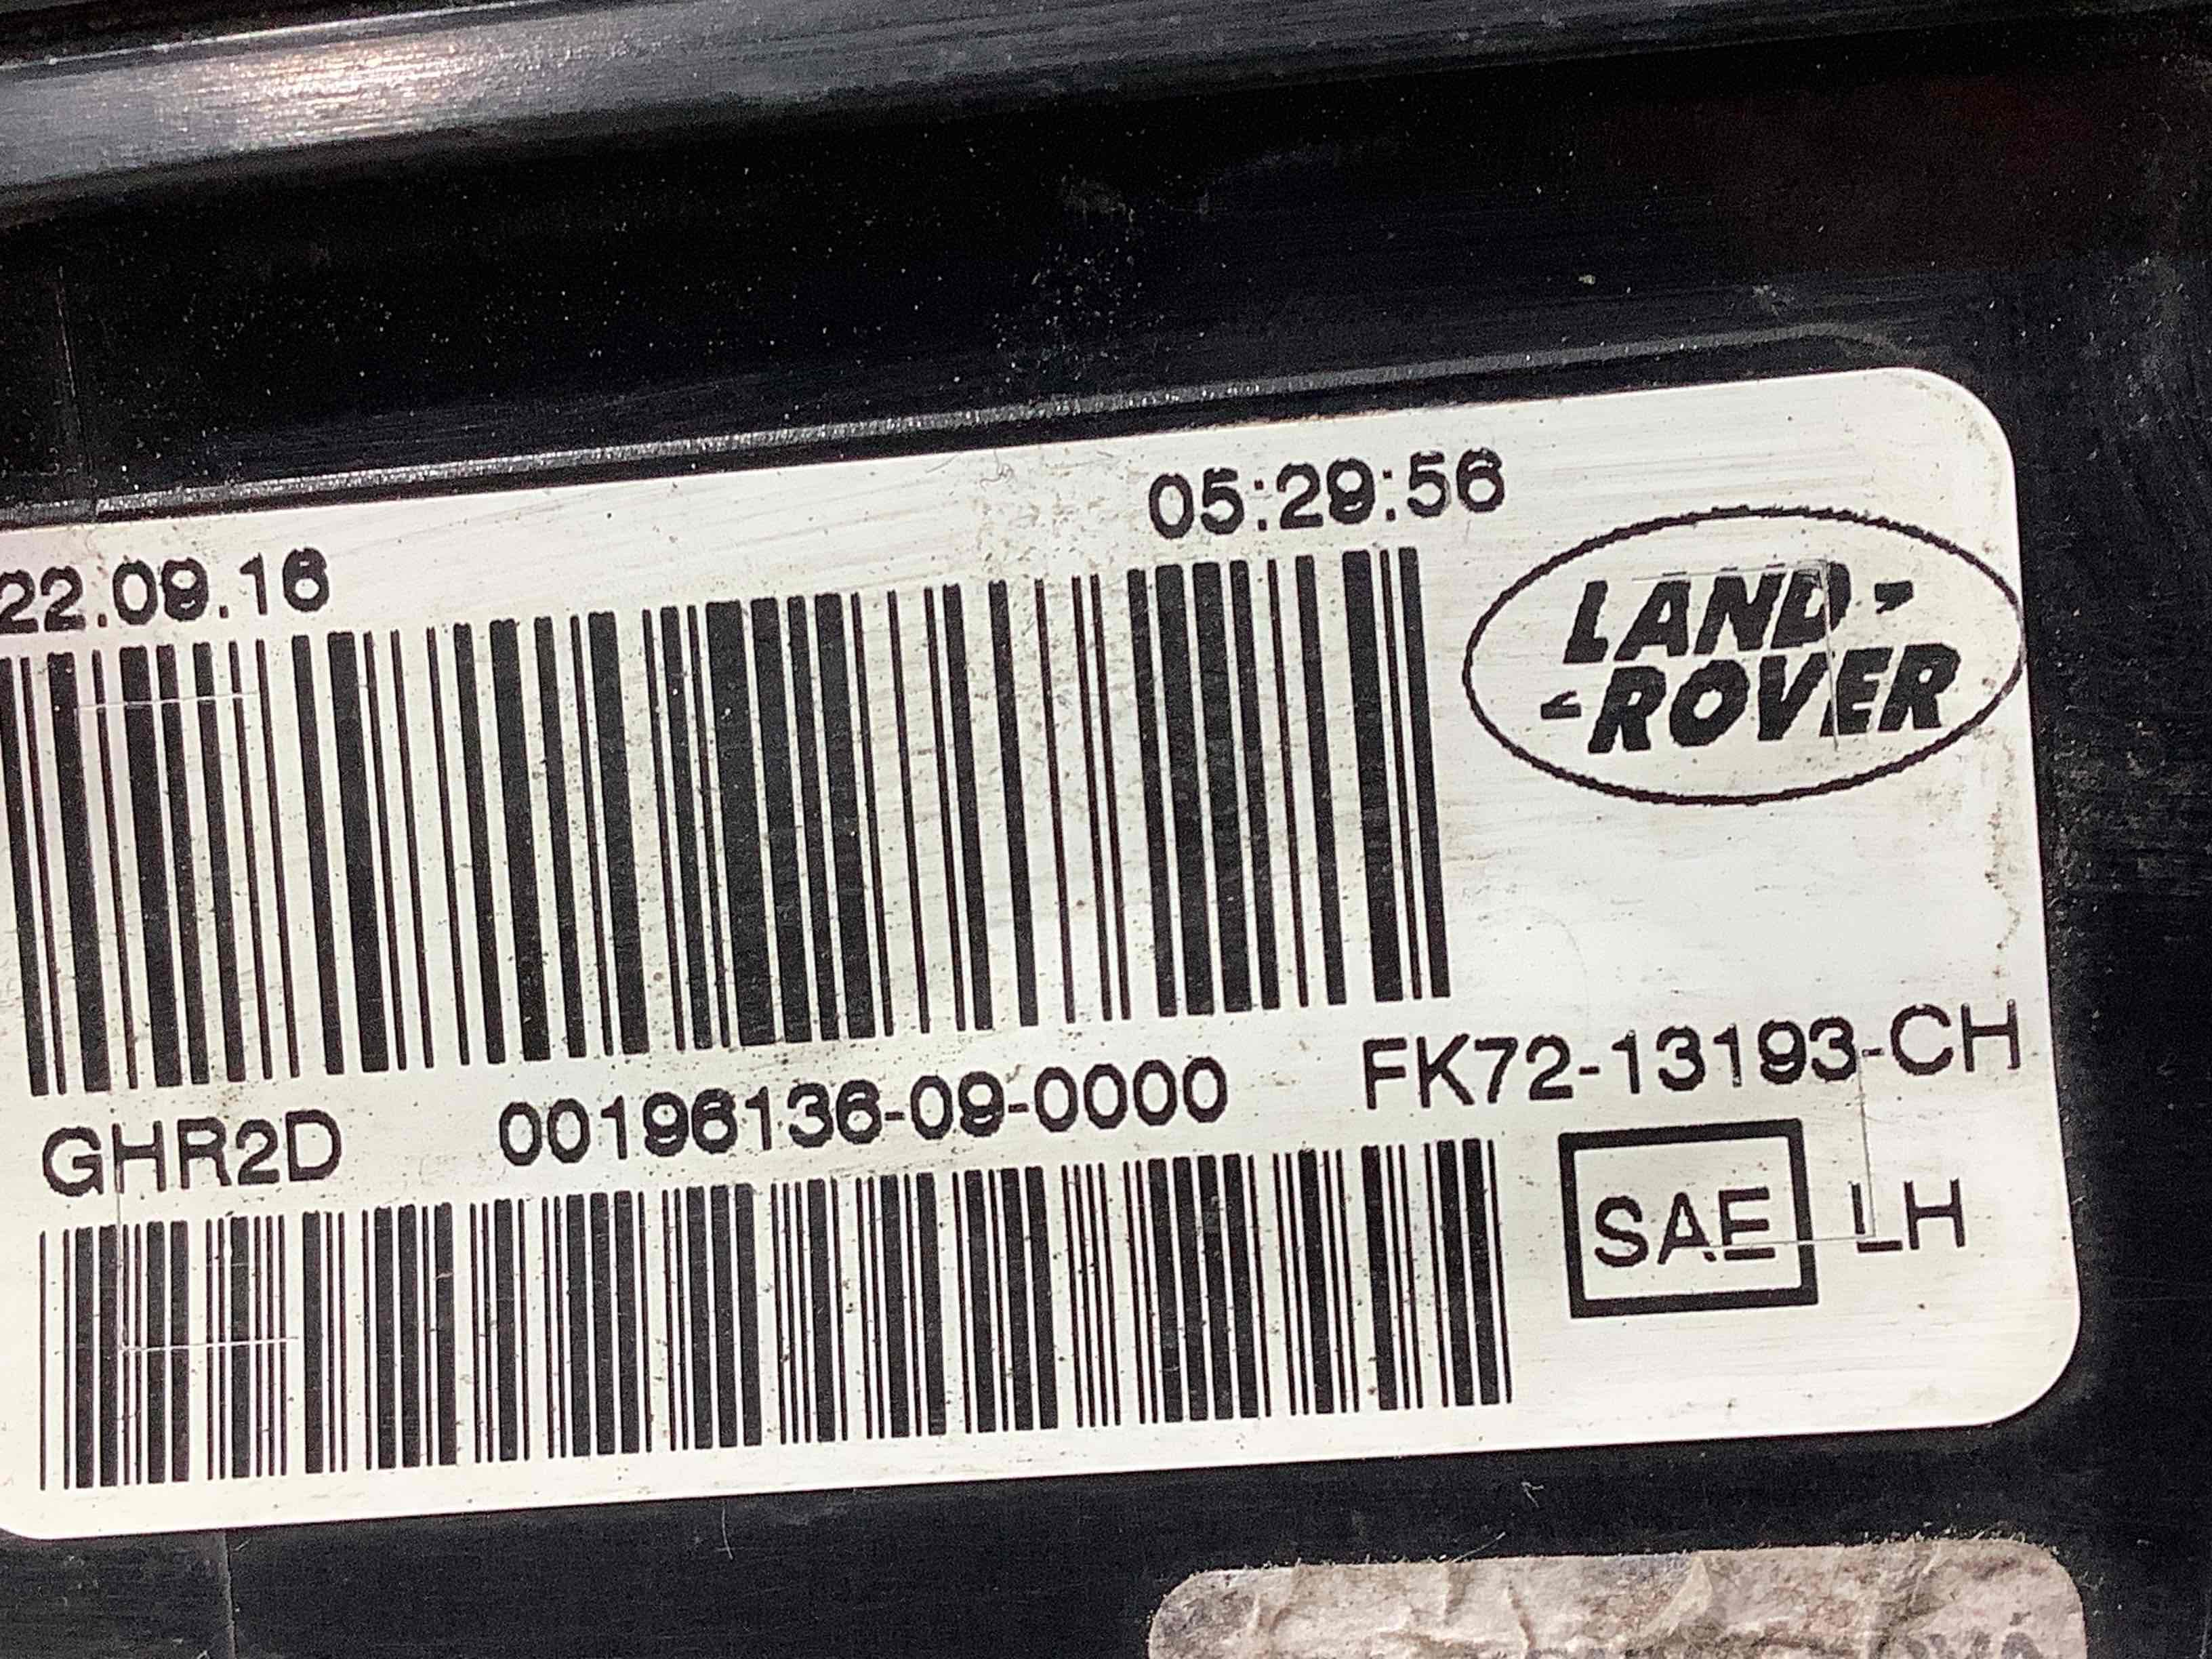 05:29:56
22.09.16
LAND-
-ROVER
GHR2D 00196136-09-0000 FK72-13193-CH
SAE LH